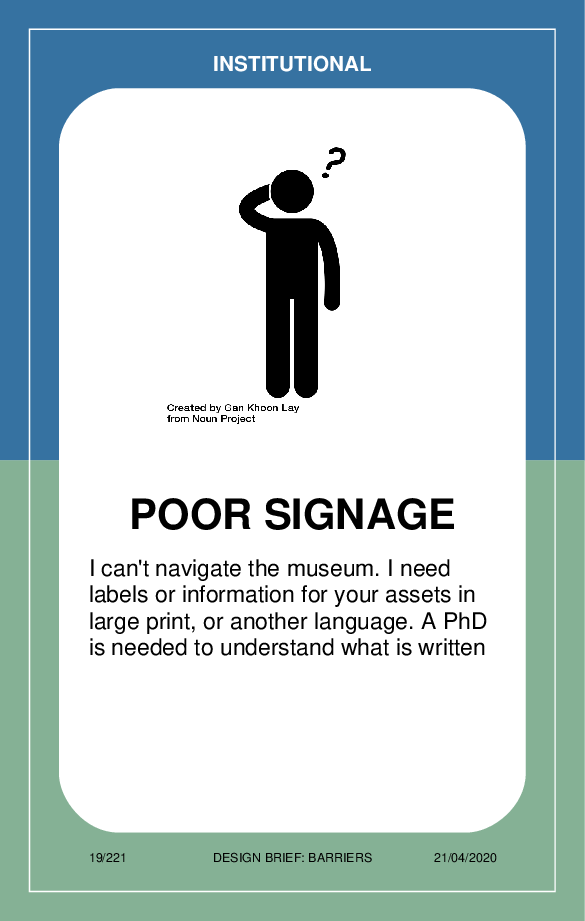 INSTITUTIONAL
?
Created by Gan Khoon Lay
from Noun Project
POOR SIGNAGE
I can't navigate the museum. I need
labels or information for your assets in
large print, or another language. A PhD
is needed to understand what is written
19/221 DESIGN BRIEF: BARRIERS 21/04/2020